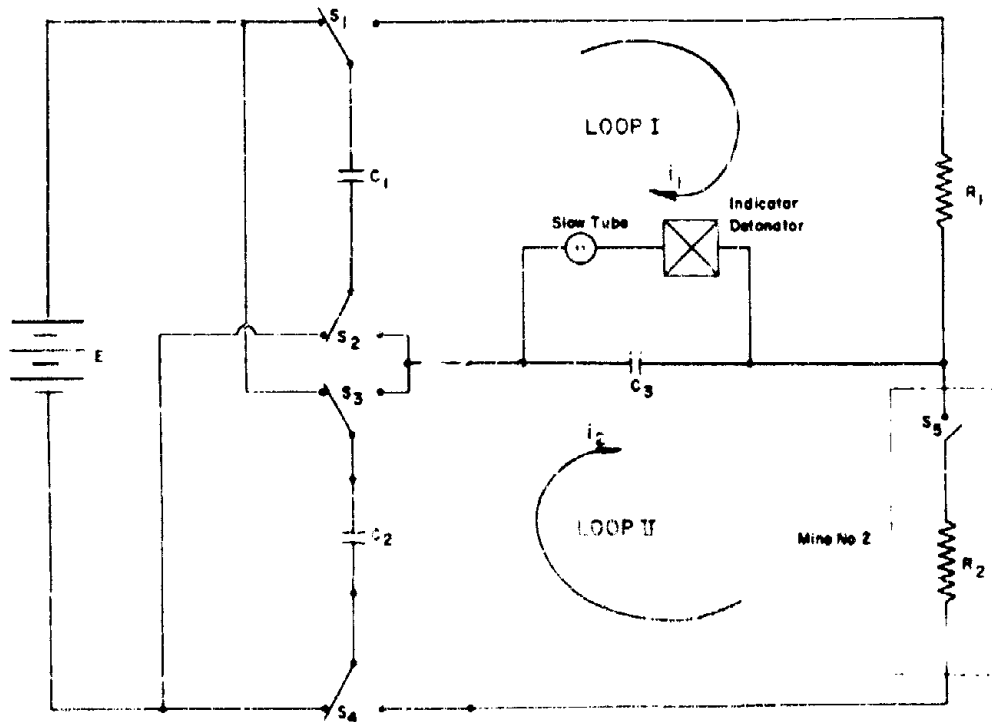 S1
LOOP I
C1
i1
R1
Indicator
Slow Tube
Detonator
S2
E
S3
C3
S5
i2
C2
LOOP II
Mine No 2
R2
S4